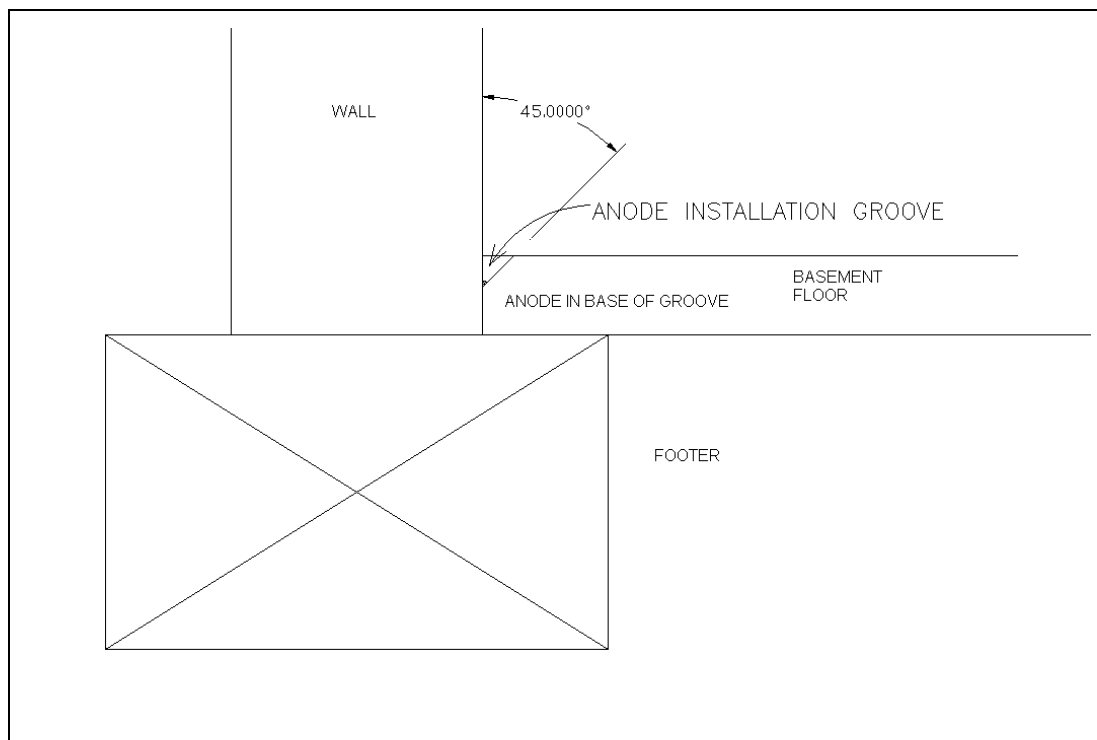 WALL
45.0000°
ANODE INSTALLATION GROOVE
BASEMENT
FLOOR
ANODE IN BASE OF GROOVE
FOOTER